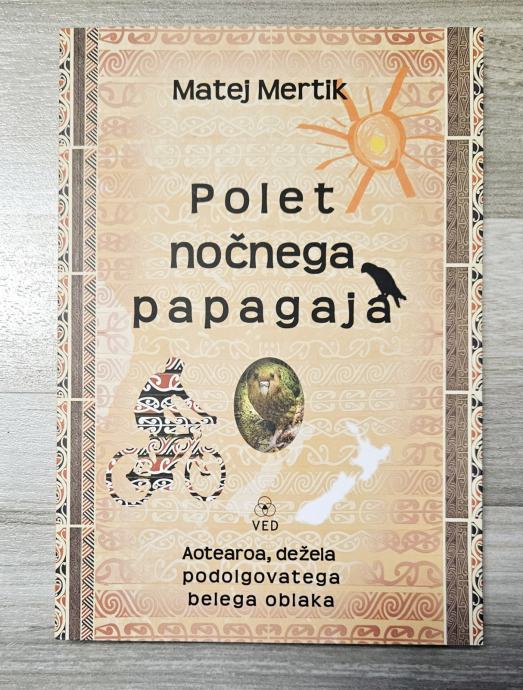 Matej Mertik
Polet
nočnega
papagaja
VED
Aotearoa, dežela
podolgovatega
belega oblaka